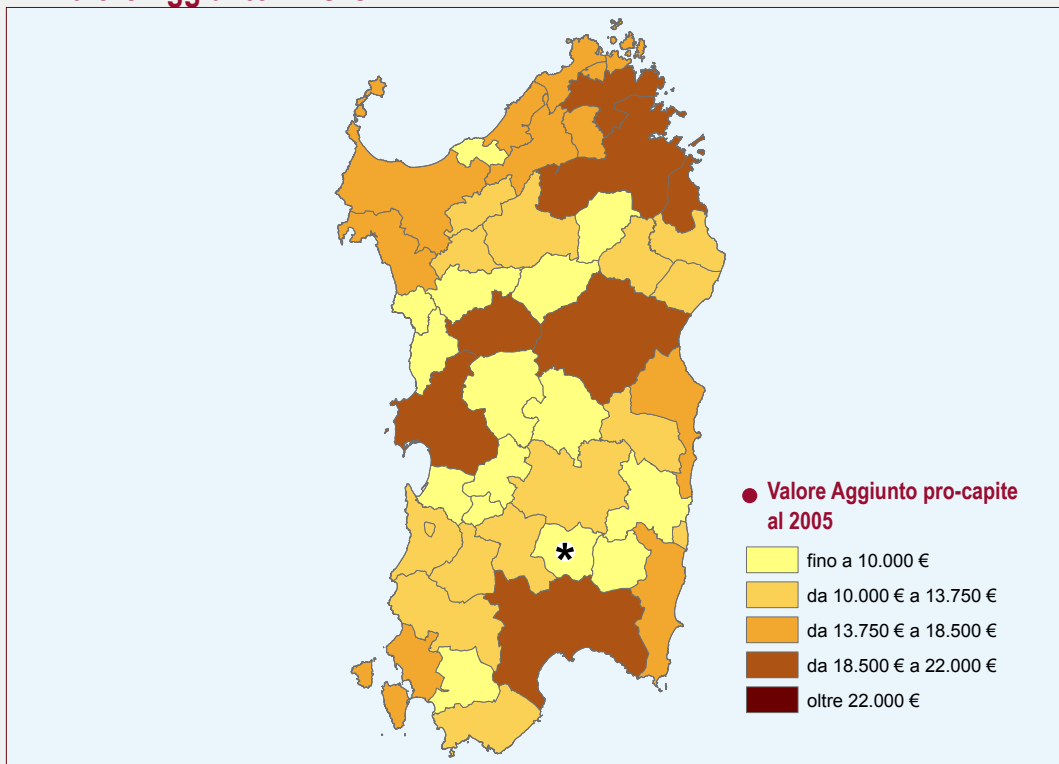 Valore Aggiunto pro-capite
al 2005
fino a 10.000 €
da 10.000 € a 13.750 €
da 13.750 € a 18.500 €
da 18.500 € a 22.000 €
oltre 22.000 €
*